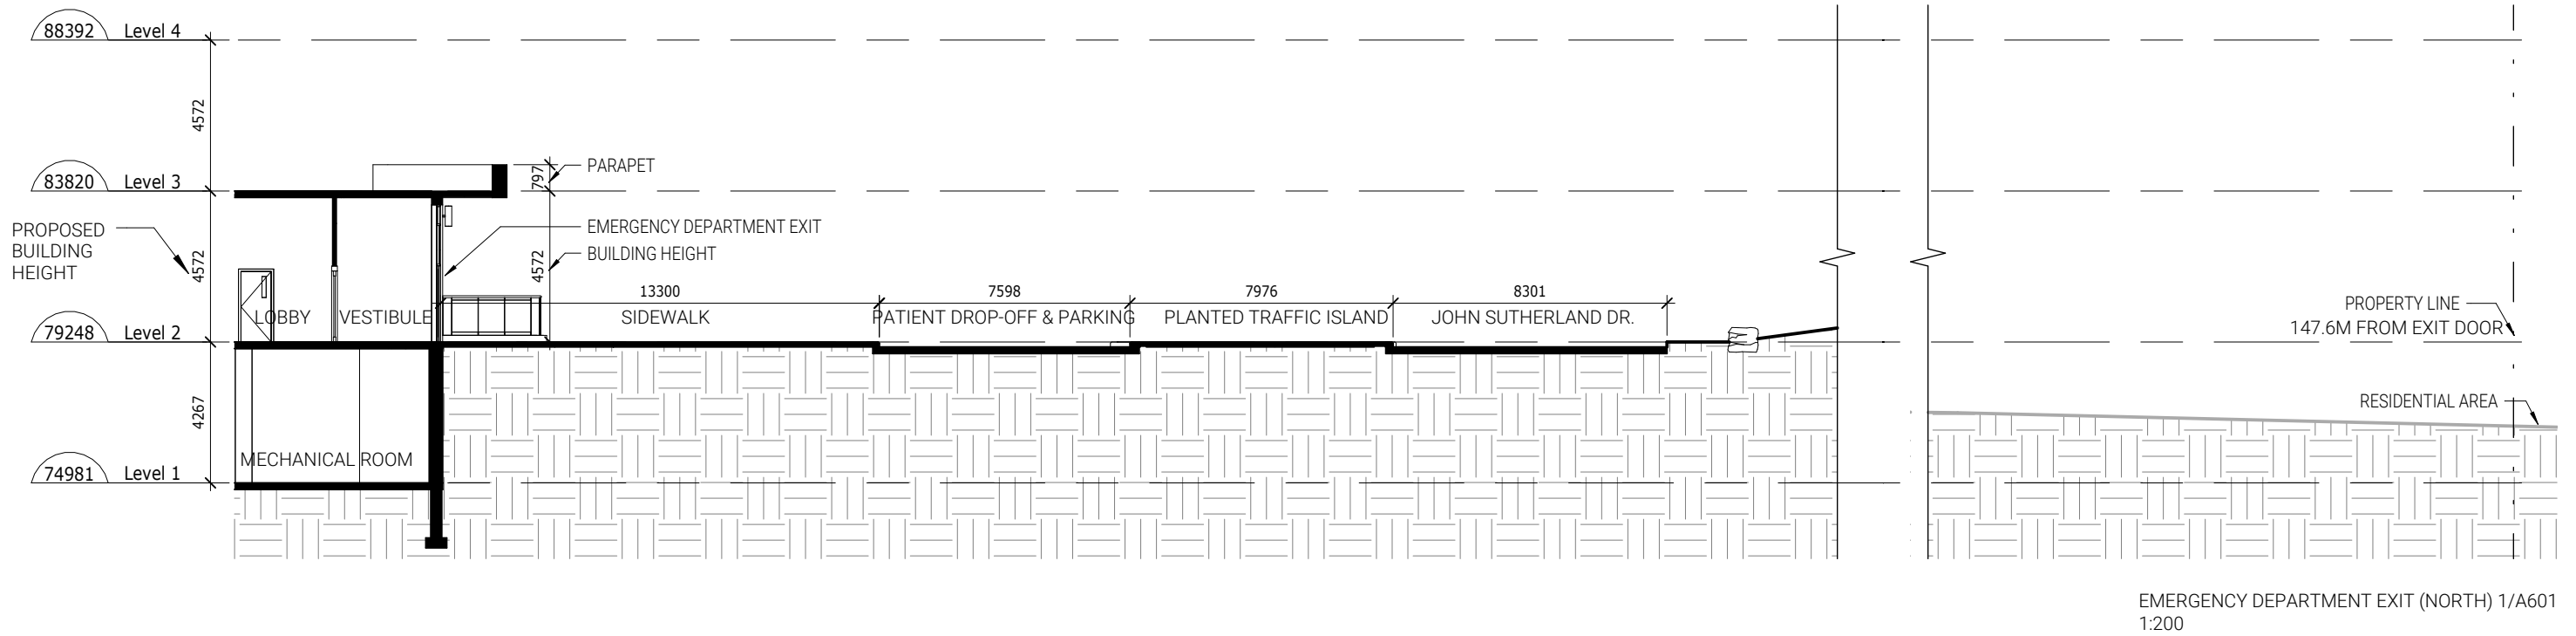 88392 Level 4
4572
83820 Level 3
797
PARAPET
PROPOSED
BUILDING
HEIGHT
4572
EMERGENCY DEPARTMENT EXIT
BUILDING HEIGHT
4572
13300
7598
7976
8301
LOBBY
VESTIBULE
SIDEWALK
PATIENT DROP-OFF & PARKING
PLANTED TRAFFIC ISLAND
JOHN SUTHERLAND DR.
PROPERTY LINE
147.6M FROM EXIT DOOR
79248 Level 2
4267
RESIDENTIAL AREA
MECHANICAL ROOM
74981 Level 1
EMERGENCY DEPARTMENT EXIT (NORTH) 1/A601
1:200